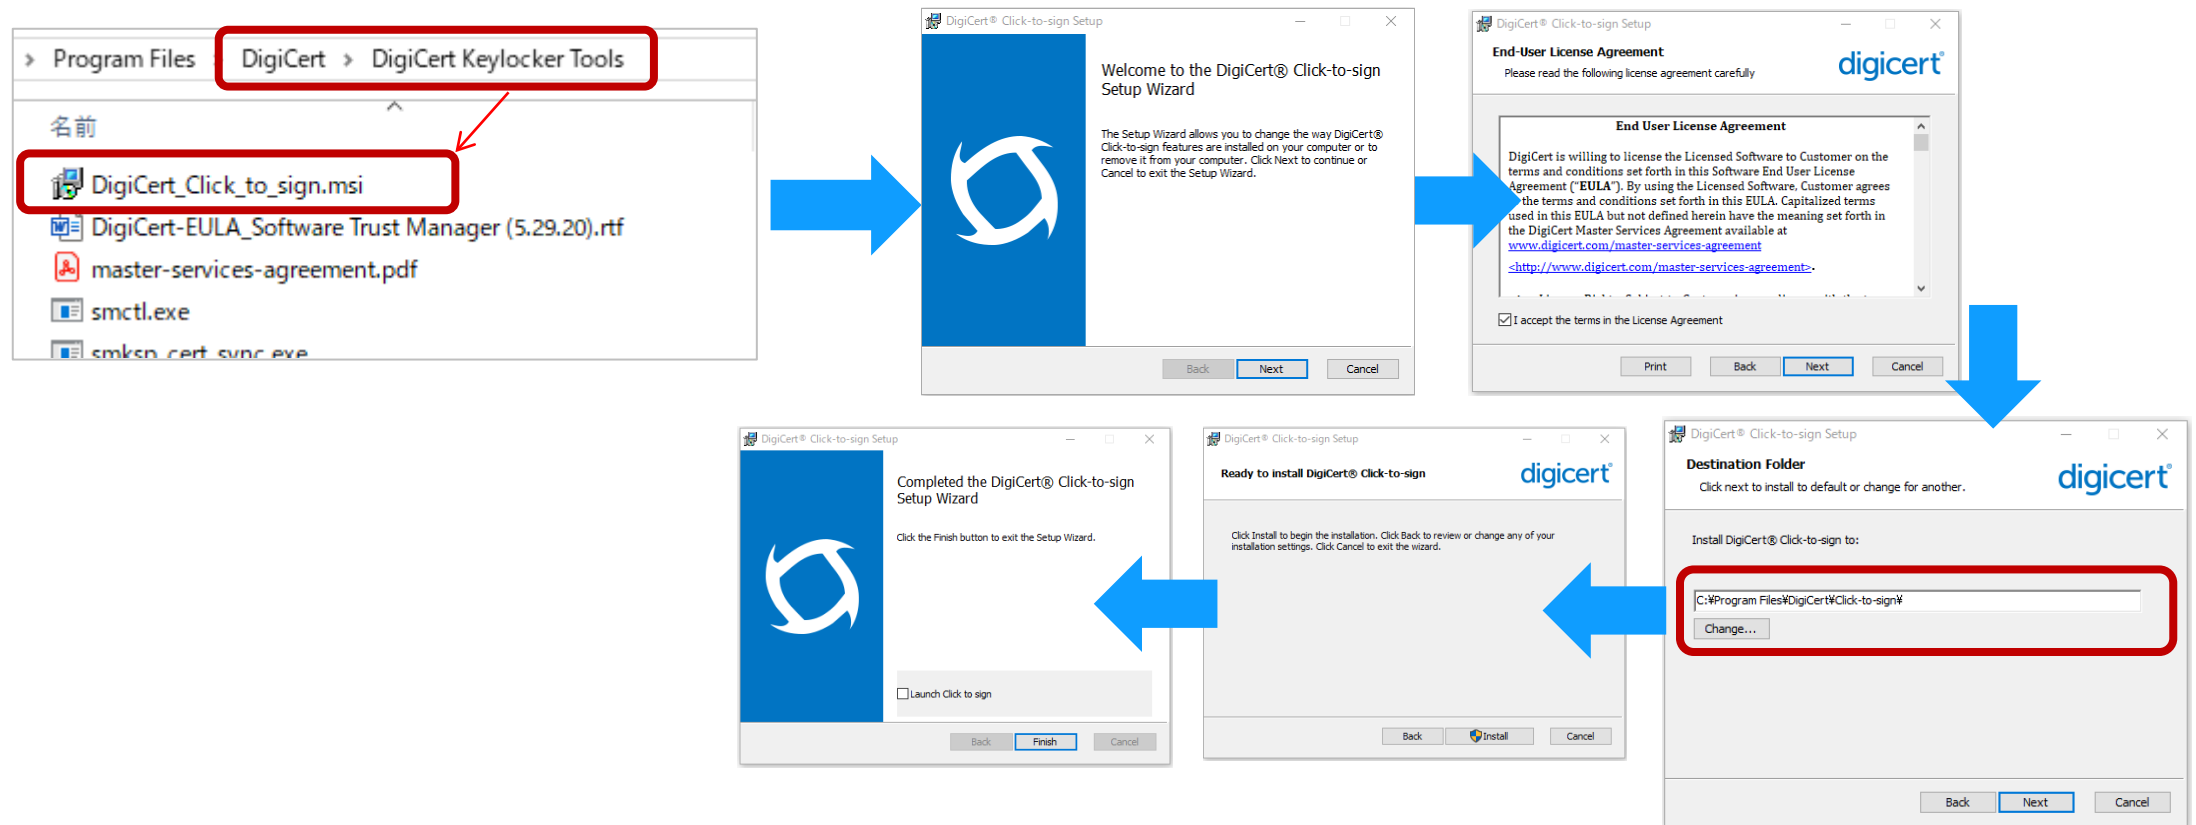 Program Files > DigiCert > DigiCert Keylocker Tools
名前
DigiCert_Click_to_sign.msi
DigiCert-EULA_Software Trust Manager (5.29.20).rtf
master-services-agreement.pdf
smctl.exe
smksp_cert_sync.exe
DigiCert® Click-to-sign Setup
Welcome to the DigiCert® Click-to-sign
Setup Wizard
The Setup Wizard allows you to change the way DigiCert®
Click-to-sign features are installed on your computer or to
remove it from your computer. Click Next to continue or
Cancel to exit the Setup Wizard.
Back Next Cancel
DigiCert® Click-to-sign Setup
End-User License Agreement
Please read the following license agreement carefully
digicert®
End User License Agreement
DigiCert is willing to license the Licensed Software to Customer on the
terms and conditions set forth in this Software End User License
Agreement ("EULA"). By using the Licensed Software, Customer agrees
the terms and conditions set forth in this EULA. Capitalized terms
used in this EULA but not defined herein have the meaning set forth in
the DigiCert Master Services Agreement available at
www.digicert.com/master-services-agreement
<http://www.digicert.com/master-services-agreement>.
I accept the terms in the License Agreement
Print Back Next Cancel
DigiCert® Click-to-sign Setup
Destination Folder
Click next to install to default or change for another.
digicert®
Install DigiCert® Click-to-sign to:
C:¥Program Files¥DigiCert¥Click-to-sign¥
Change...
Back Next Cancel
DigiCert® Click-to-sign Setup
Ready to install DigiCert® Click-to-sign
digicert®
Click Install to begin the installation. Click Back to review or change any of your
installation settings. Click Cancel to exit the wizard.
Back Install Cancel
DigiCert® Click-to-sign Setup
Completed the DigiCert® Click-to-sign
Setup Wizard
Click the Finish button to exit the Setup Wizard.
Launch Click to sign
Back Finish Cancel